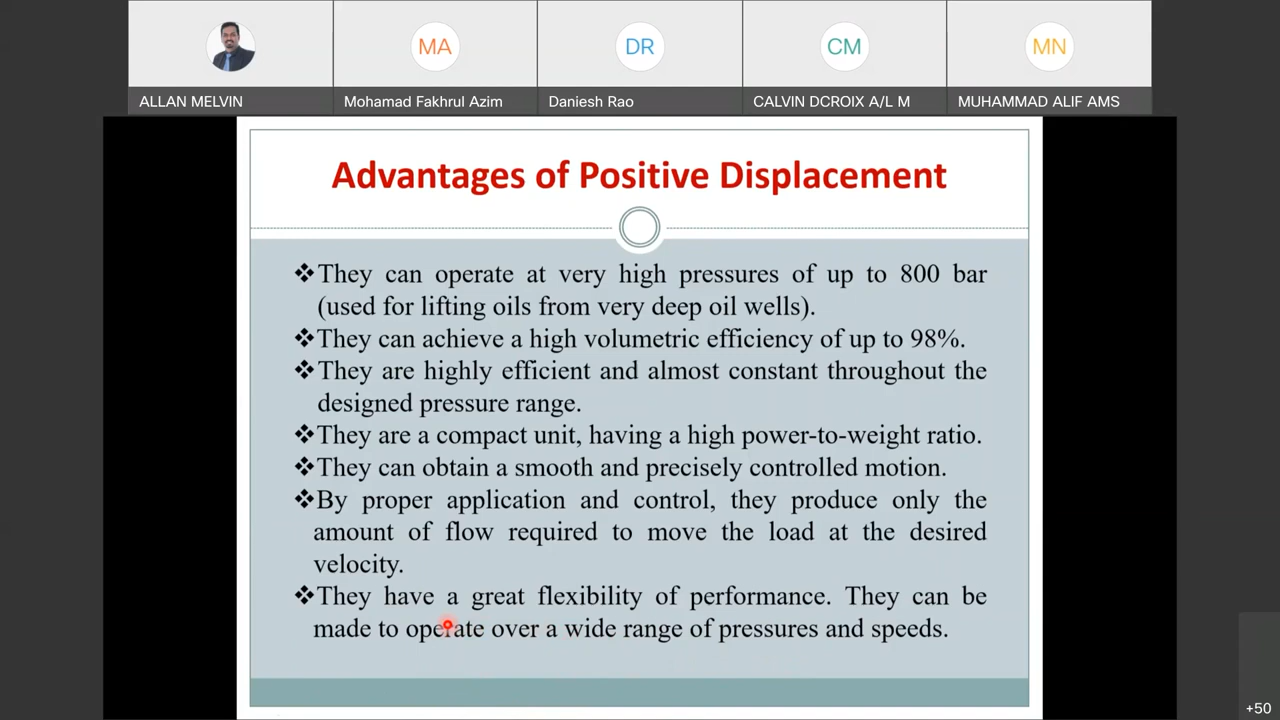 MA
DR
CM
MN
ALLAN MELVIN
Mohamad Fakhrul Azim
Daniesh Rao
CALVIN DCROIX A/L M
MUHAMMAD ALIF AMS
Advantages of Positive Displacement
❖They can operate at very high pressures of up to 800 bar
(used for lifting oils from very deep oil wells).
❖They can achieve a high volumetric efficiency of up to 98%.
❖They are highly efficient and almost constant throughout the
designed pressure range.
❖They are a compact unit, having a high power-to-weight ratio.
❖They can obtain a smooth and precisely controlled motion.
❖By proper application and control, they produce only the
amount of flow required to move the load at the desired
velocity.
❖They have a great flexibility of performance. They can be
made to operate over a wide range of pressures and speeds.
+50